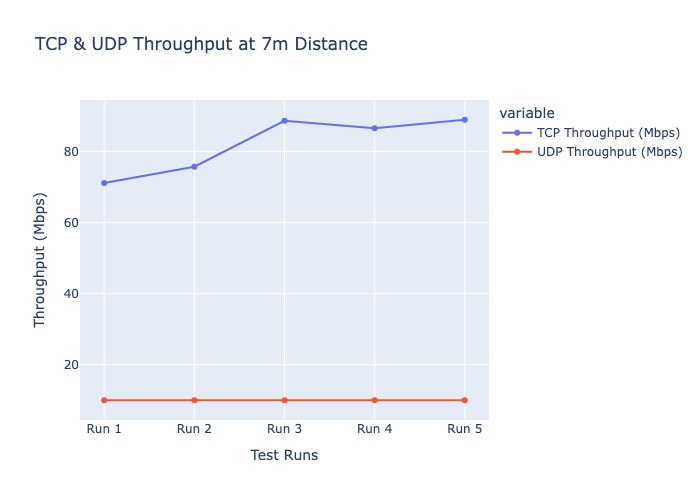 TCP & UDP Throughput at 7m Distance
variable
TCP Throughput (Mbps)
UDP Throughput (Mbps)
Throughput (Mbps)
80
60
40
20
Run 1
Run 2
Run 3
Run 4
Run 5
Test Runs